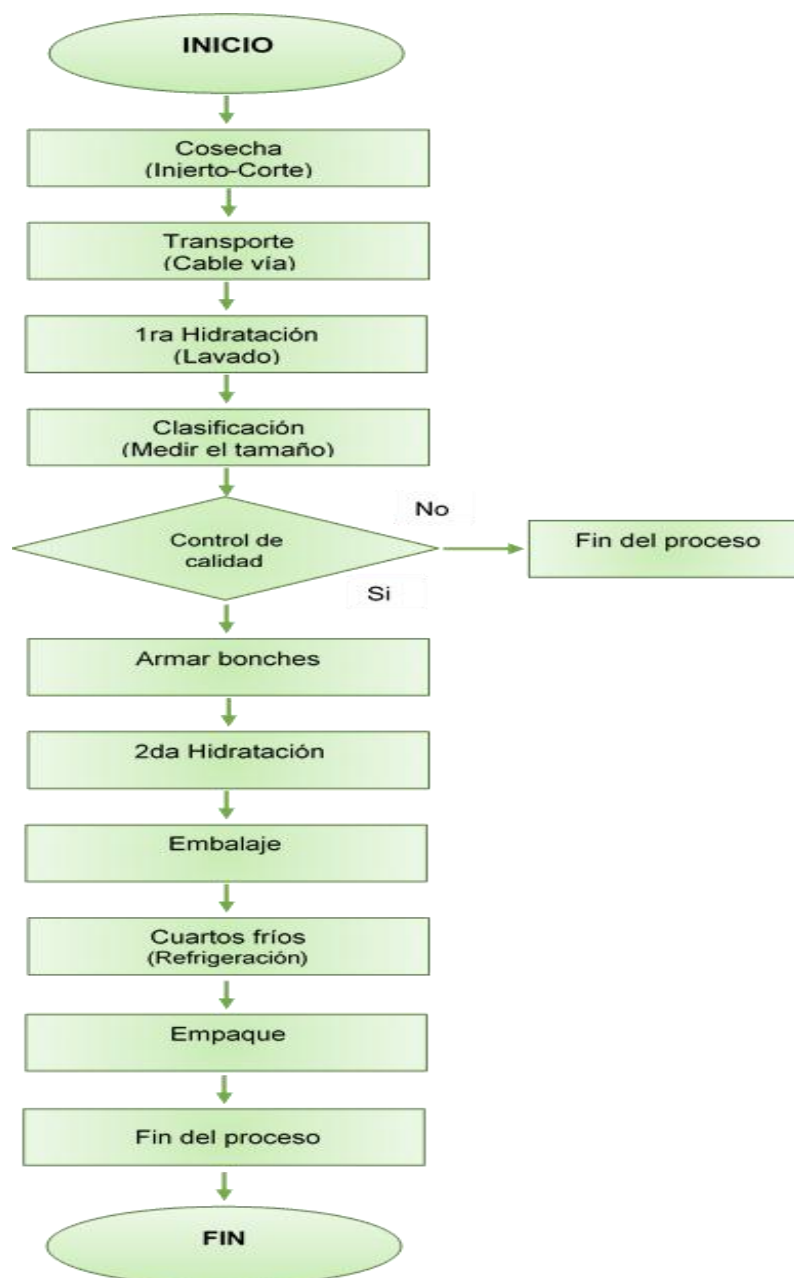 INICIO
Cosecha
(Injerto-Corte)
Transporte
(Cable vía)
1ra Hidratación
(Lavado)
Clasificación
(Medir el tamaño)
Control de
calidad
No
Fin del proceso
Si
Armar bonches
2da Hidratación
Embalaje
Cuartos fríos
(Refrigeración)
Empaque
Fin del proceso
FIN